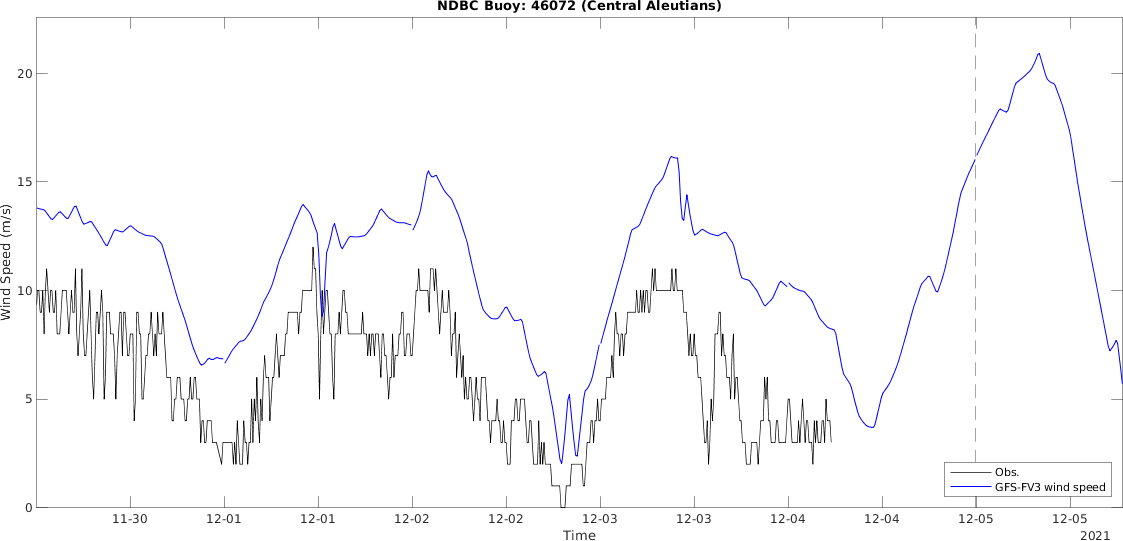 NDBC Buoy: 46072 (Central Aleutians)
20
15
10
5
0
Wind Speed (m/s)
11-30 12-01 12-01 12-02 12-02 12-03 12-03 12-04 12-04 12-05 12-05
Time
2021
Obs.
GFS-FV3 wind speed